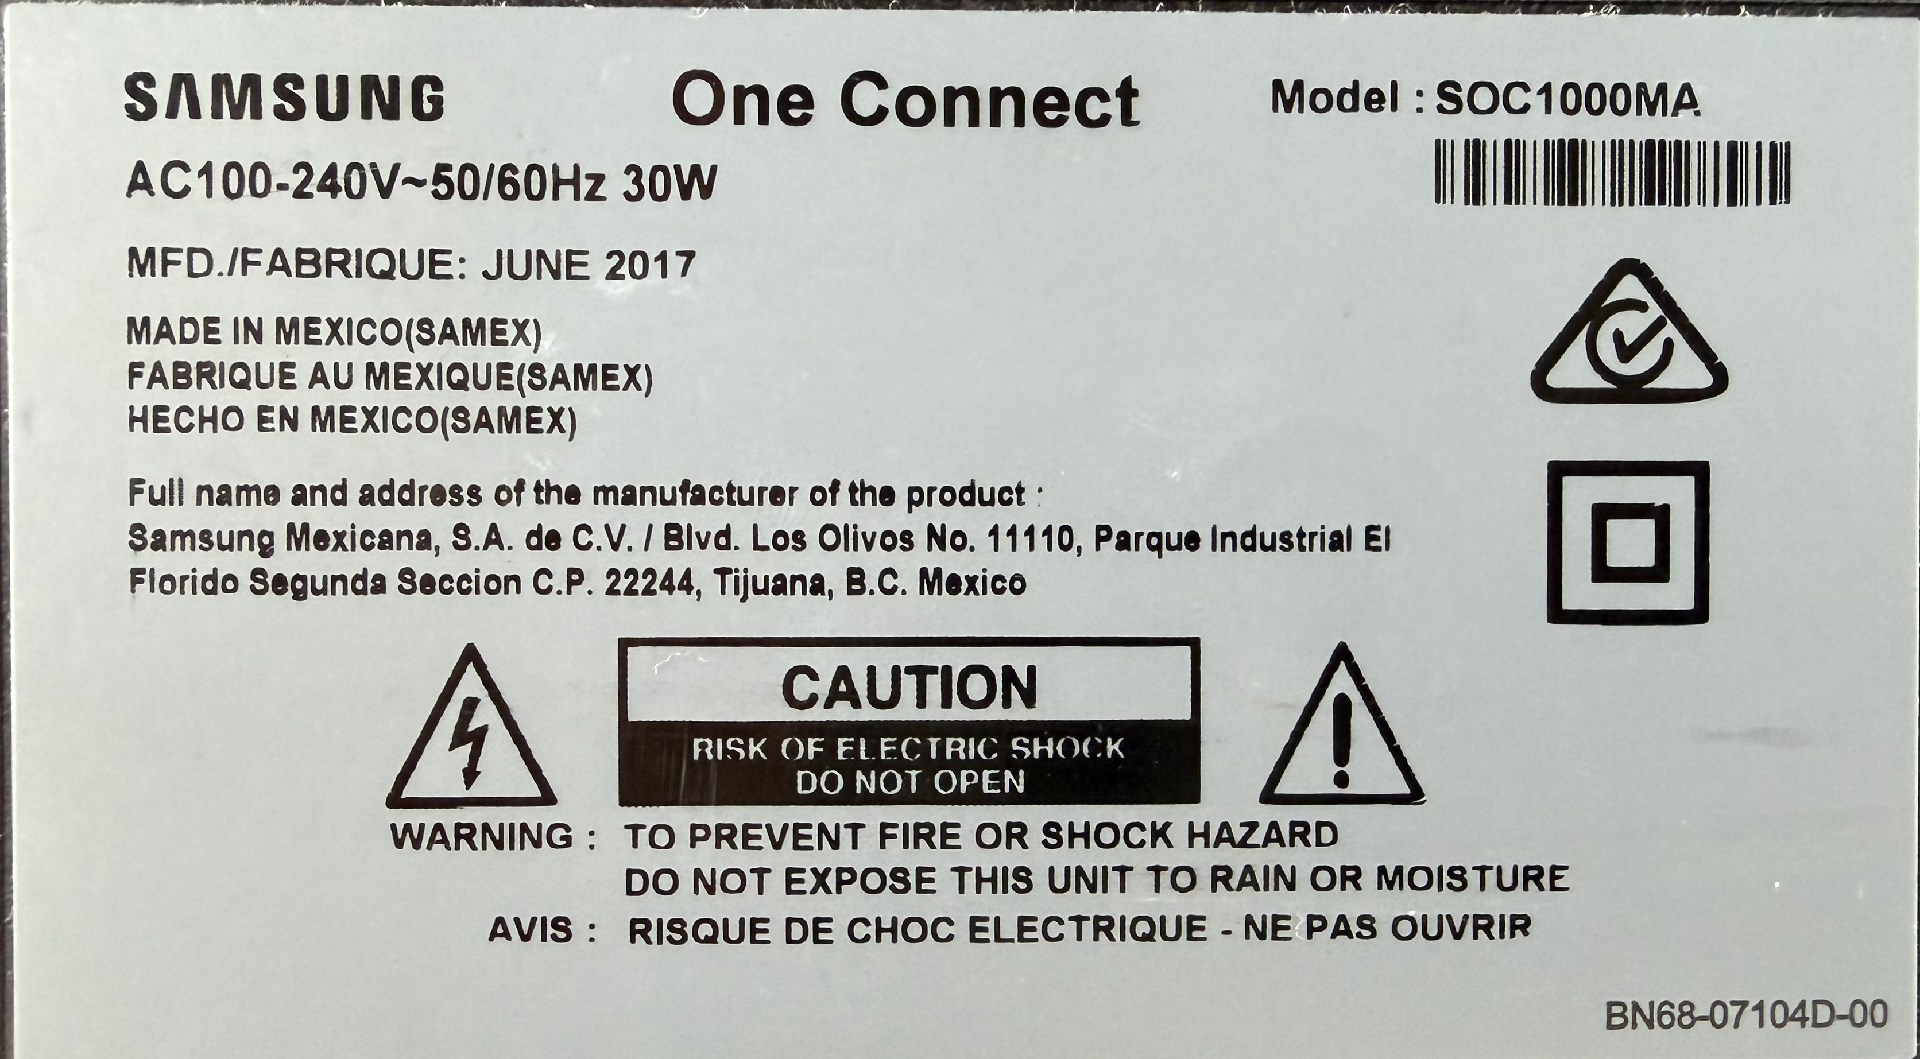 SAMSUNG
One Connect
Model : SOC1000MA
AC100-240V~50/60Hz 30W
MFD./FABRIQUE: JUNE 2017
MADE IN MEXICO(SAMEX)
FABRIQUE AU MEXIQUE(SAMEX)
HECHO EN MEXICO(SAMEX)
Full name and address of the manufacturer of the product :
Samsung Mexicana, S.A. de C.V. / Blvd. Los Olivos No. 11110, Parque Industrial El
Florido Segunda Seccion C.P. 22244, Tijuana, B.C. Mexico
CAUTION
RISK OF ELECTRIC SHOCK
DO NOT OPEN
WARNING : TO PREVENT FIRE OR SHOCK HAZARD
DO NOT EXPOSE THIS UNIT TO RAIN OR MOISTURE
AVIS : RISQUE DE CHOC ELECTRIQUE - NE PAS OUVRIR
BN68-07104D-00